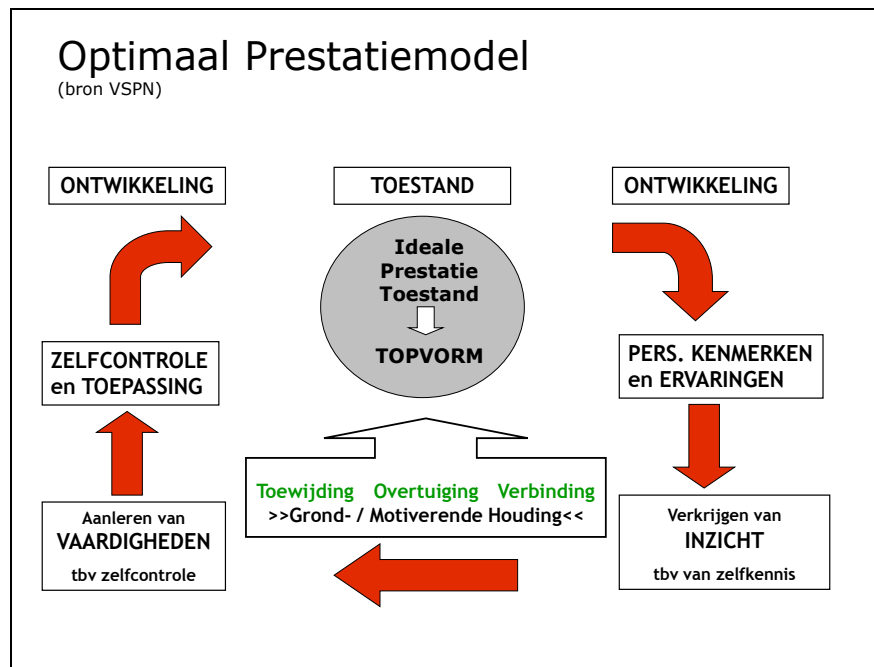 Optimaal Prestatiemodel
(bron VSPN)
ONTWIKKELING
TOESTAND
ONTWIKKELING
Ideale
Prestatie
Toestand
TOPVORM
ZELFCONTROLE
en TOEPASSING
PERS. KENMERKEN
en ERVARINGEN
Toewijding Overtuiging Verbinding
>>Grond- / Motiverende Houding<<
Aanleren van
VAARDIGHEDEN
tbv zelfcontrole
Verkrijgen van
INZICHT
tbv van zelfkennis